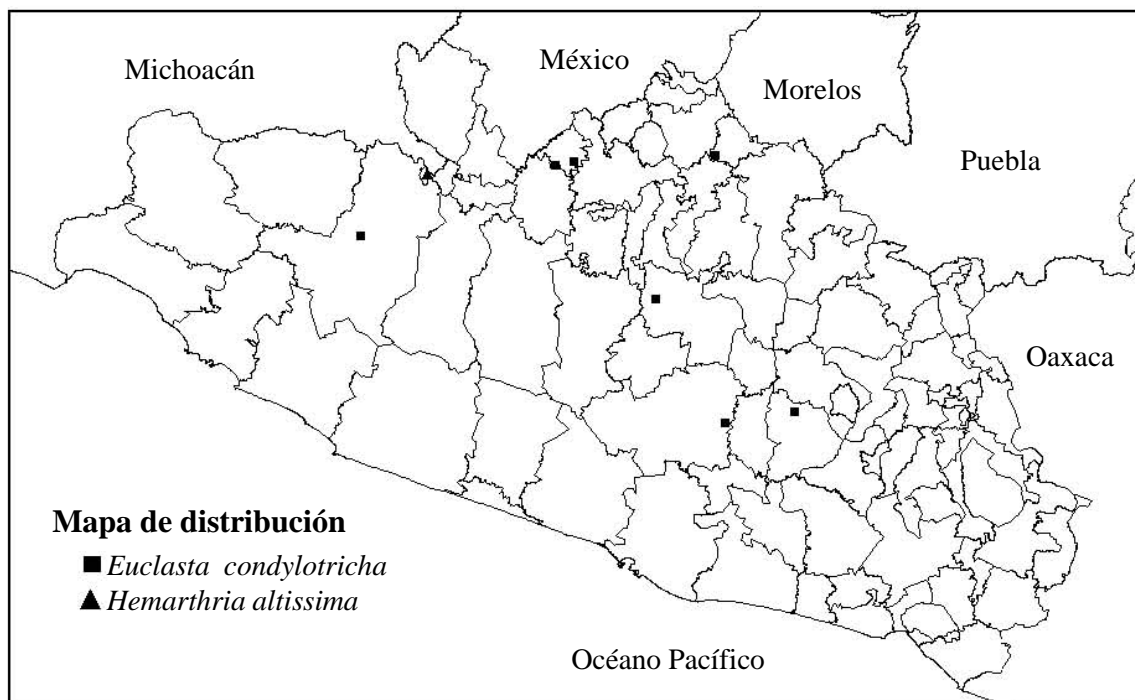 Michoacán
México
Morelos
Puebla
Oaxaca
Mapa de distribución
Euclasta condylotricha
Hemarthria altissima
Océano Pacífico